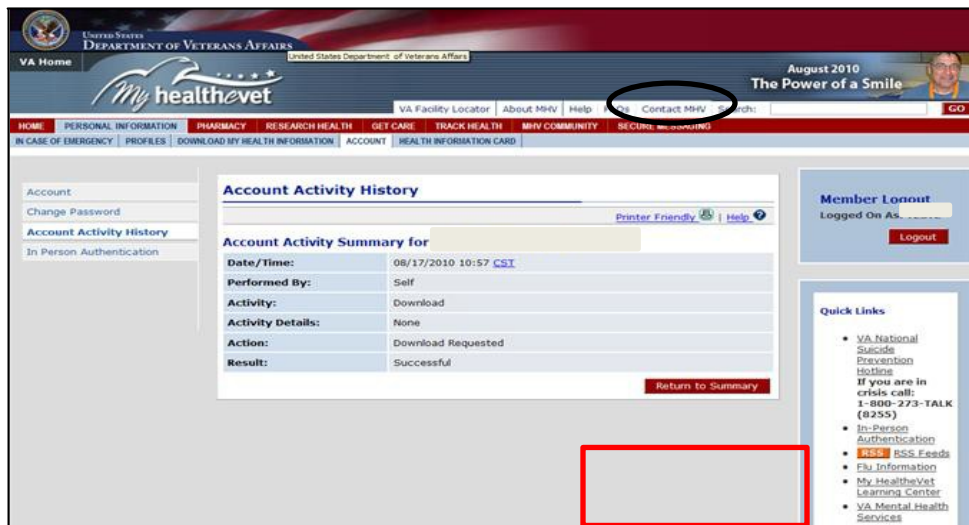 UNITED STATES
DEPARTMENT OF VETERANS AFFAIRS
United States Department of Veterans Affairs
VA Home
My healthevet
August 2010
The Power of a Smile
VA Facility Locator About MHV Help FAQs Contact MHV Search: GO
HOME PERSONAL INFORMATION PHARMACY RESEARCH HEALTH GET CARE TRACK HEALTH MHV COMMUNITY SECURE MESSAGING
IN CASE OF EMERGENCY PROFILES DOWNLOAD MY HEALTH INFORMATION ACCOUNT HEALTH INFORMATION CARD
Account
Change Password
Account Activity History
In Person Authentication
Account Activity History
Printer Friendly | Help
Account Activity Summary for
Date/Time: 08/17/2010 10:57 CST
Performed By: Self
Activity: Download
Activity Details: None
Action: Download Requested
Result: Successful
Return to Summary
Member Logout
Logged On As
Logout
Quick Links
VA National
Suicide
Prevention
Hotline
If you are in
crisis call:
1-800-273-TALK
(8255)
In-Person
Authentication
RSS RSS Feeds
Flu Information
My HealtheVet
Learning Center
VA Mental Health
Services